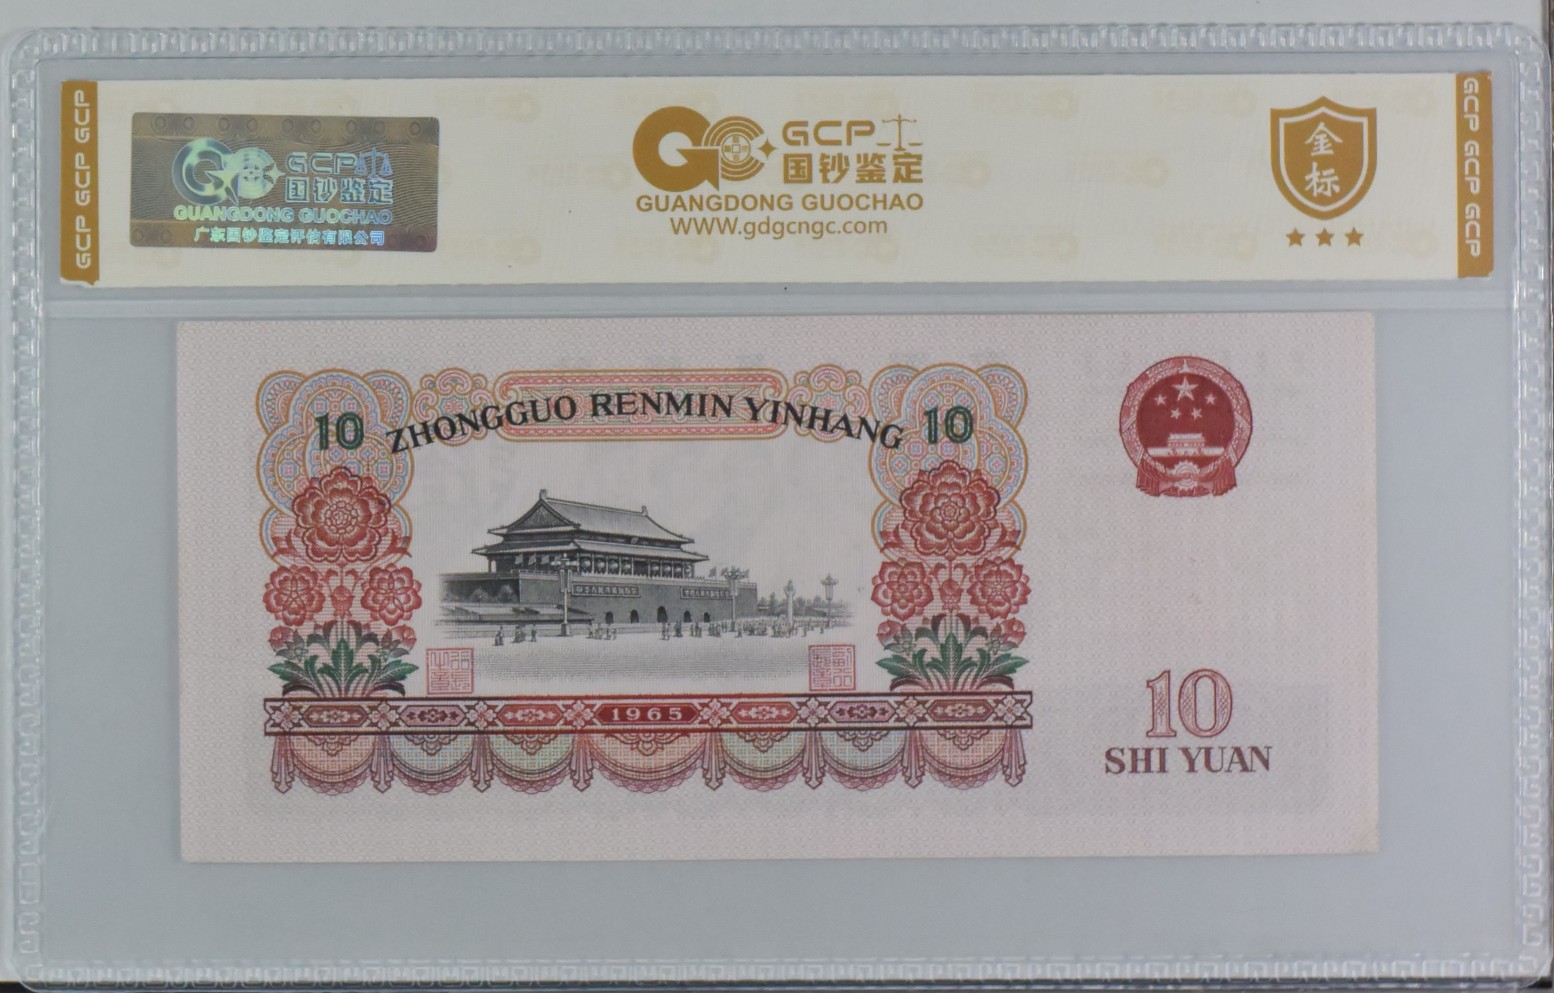 GCP GCP GCP
GCP
国钞鉴定
GUANGDONG GUOCHAO
广东国钞鉴定评估有限公司
GCP
国钞鉴定
GUANGDONG GUOCHAO
WWW.gdgcngc.com
金
标
GCP GCP GCP
10 ZHONGGUO RENMIN YINHANG 10
1965
10
SHI YUAN